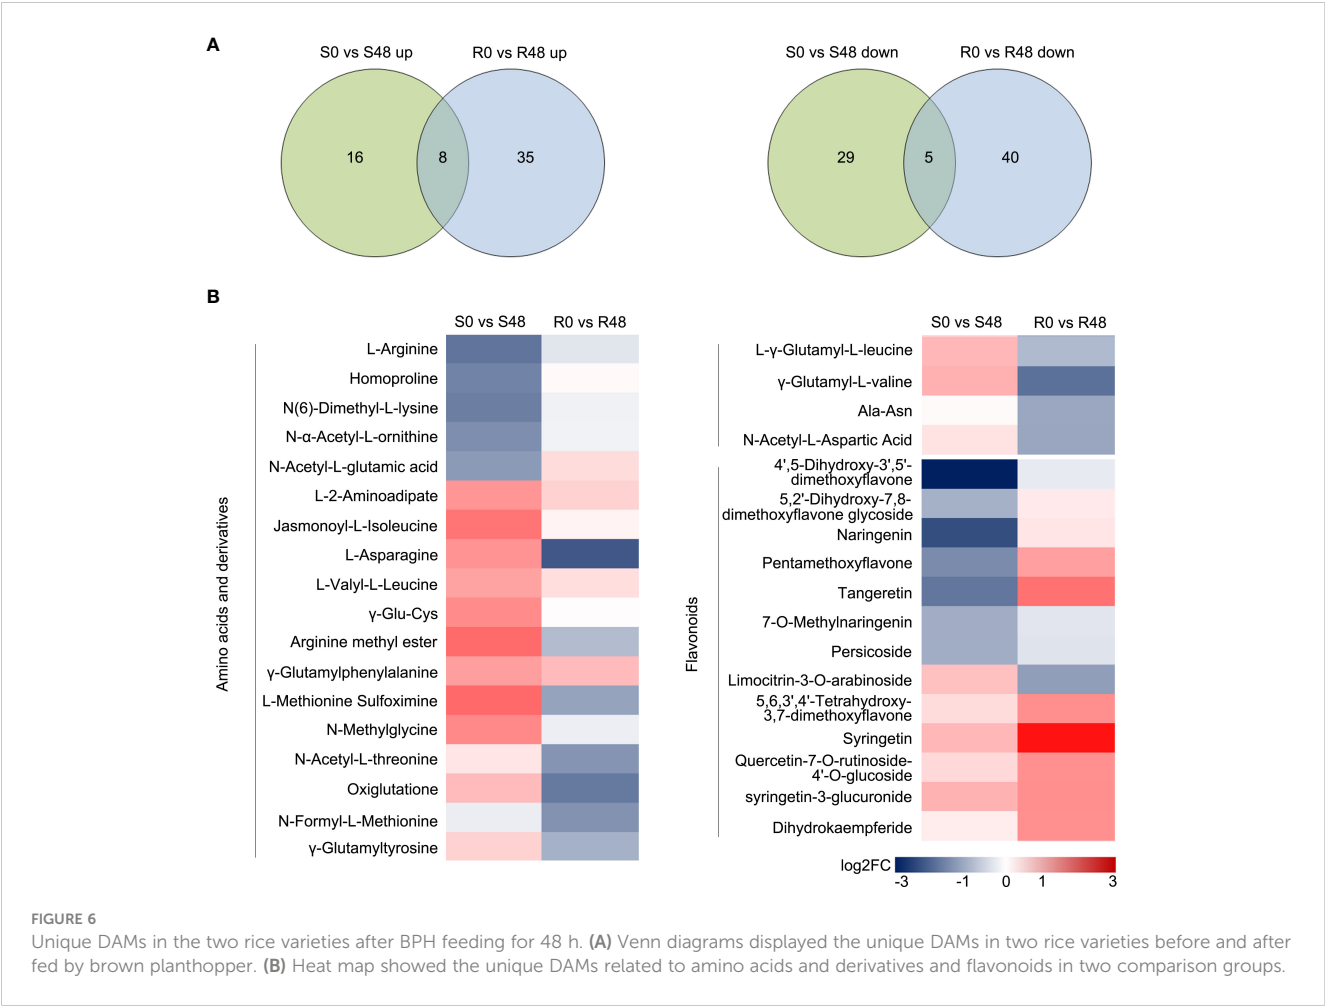 A
S0 vs S48 up
R0 vs R48 up
S0 vs S48 down
R0 vs R48 down
16
8
35
29
5
40
B
S0 vs S48
R0 vs R48
Amino acids and derivatives
L-Arginine
Homoproline
N(6)-Dimethyl-L-lysine
N-α-Acetyl-L-ornithine
N-Acetyl-L-glutamic acid
L-2-Aminoadipate
Jasmonoyl-L-Isoleucine
L-Asparagine
L-Valyl-L-Leucine
γ-Glu-Cys
Arginine methyl ester
γ-Glutamylphenylalanine
L-Methionine Sulfoximine
N-Methylglycine
N-Acetyl-L-threonine
Oxiglutatione
N-Formyl-L-Methionine
γ-Glutamyltyrosine
S0 vs S48
R0 vs R48
L-γ-Glutamyl-L-leucine
γ-Glutamyl-L-valine
Ala-Asn
N-Acetyl-L-Aspartic Acid
Flavonoids
4',5-Dihydroxy-3',5'-
dimethoxyflavone
5,2'-Dihydroxy-7,8-
dimethoxyflavone glycoside
Naringenin
Pentamethoxyflavone
Tangeretin
7-O-Methylnaringenin
Persicoside
Limocitrin-3-O-arabinoside
5,6,3',4'-Tetrahydroxy-
3,7-dimethoxyflavone
Syringetin
Quercetin-7-O-rutinoside-
4'-O-glucoside
syringetin-3-glucuronide
Dihydrokaempferide
log2FC
-3 -1 0 1 3
FIGURE 6
Unique DAMs in the two rice varieties after BPH feeding for 48 h. (A) Venn diagrams displayed the unique DAMs in two rice varieties before and after
fed by brown planthopper. (B) Heat map showed the unique DAMs related to amino acids and derivatives and flavonoids in two comparison groups.